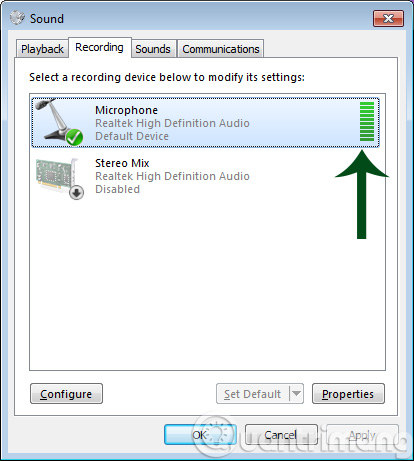 Sound
Playback Recording Sounds Communications
Select a recording device below to modify its settings:
Microphone
Realtek High Definition Audio
Default Device
Stereo Mix
Realtek High Definition Audio
Disabled
Configure Set Default Properties
OK Cancel Apply
uantrimang